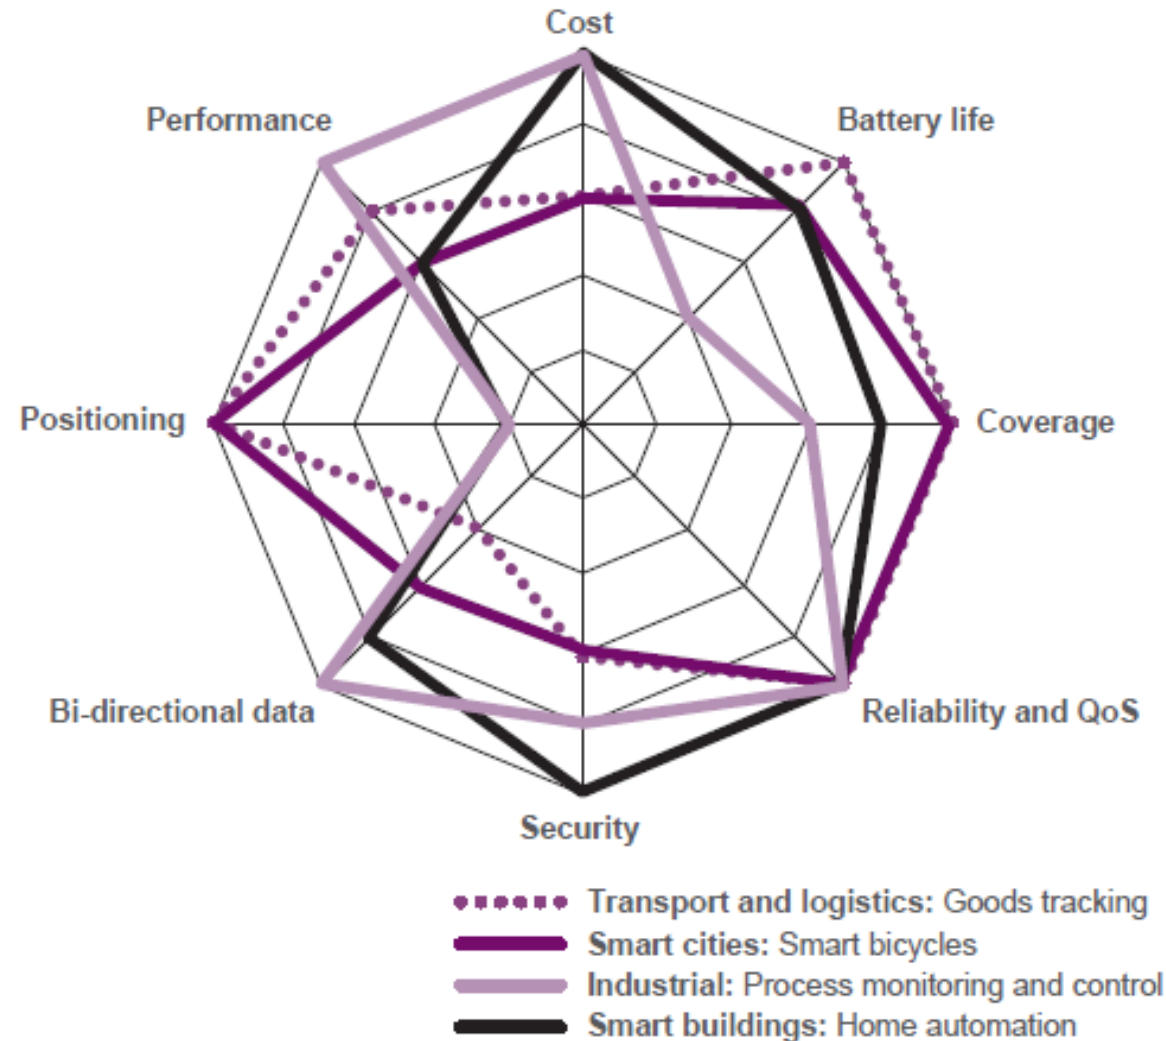 Cost
Performance
Battery life
Positioning
Coverage
Bi-directional data
Reliability and QoS
Security
Transport and logistics: Goods tracking
Smart cities: Smart bicycles
Industrial: Process monitoring and control
Smart buildings: Home automation